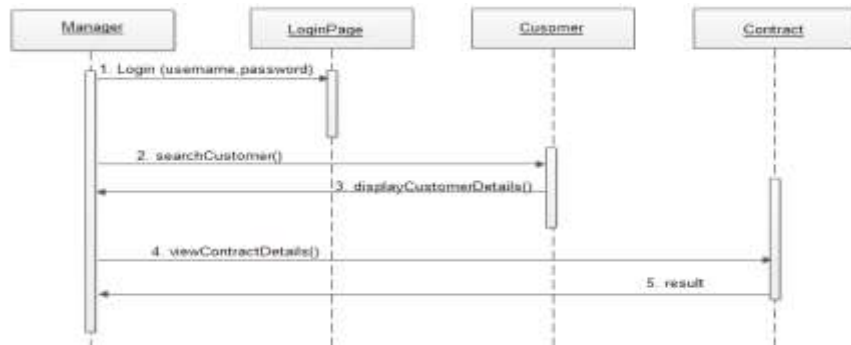 Manager
LoginPage
Cusomer
Contract
1. Login (username,password)
2. searchCustomer()
3. displayCustomerDetails()
4. viewContractDetails()
5. result